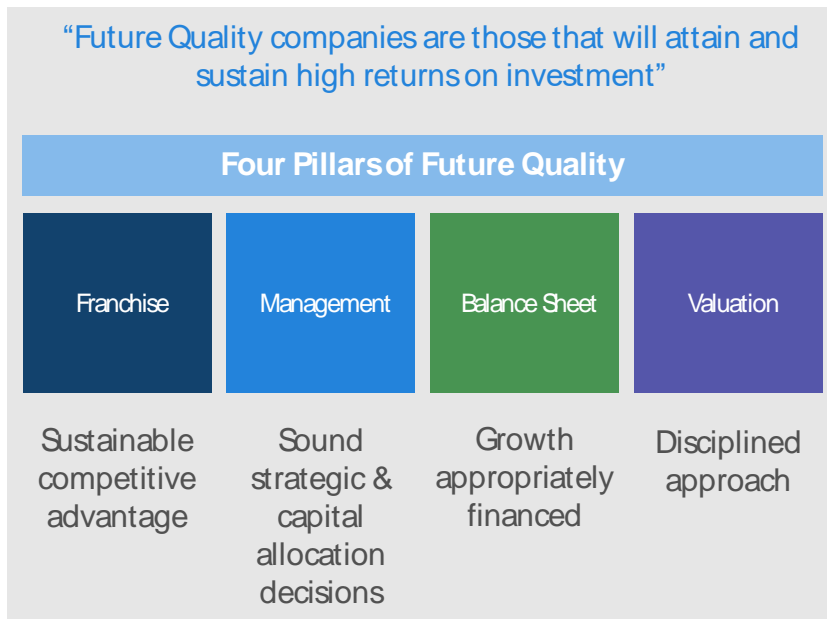 “Future Quality companies are those that will attain and
sustain high returns on investment”
Four Pillars of Future Quality
Franchise
Management
Balance Sheet
Valuation
Sustainable
competitive
advantage
Sound
strategic &
capital
allocation
decisions
Growth
appropriately
financed
Disciplined
approach